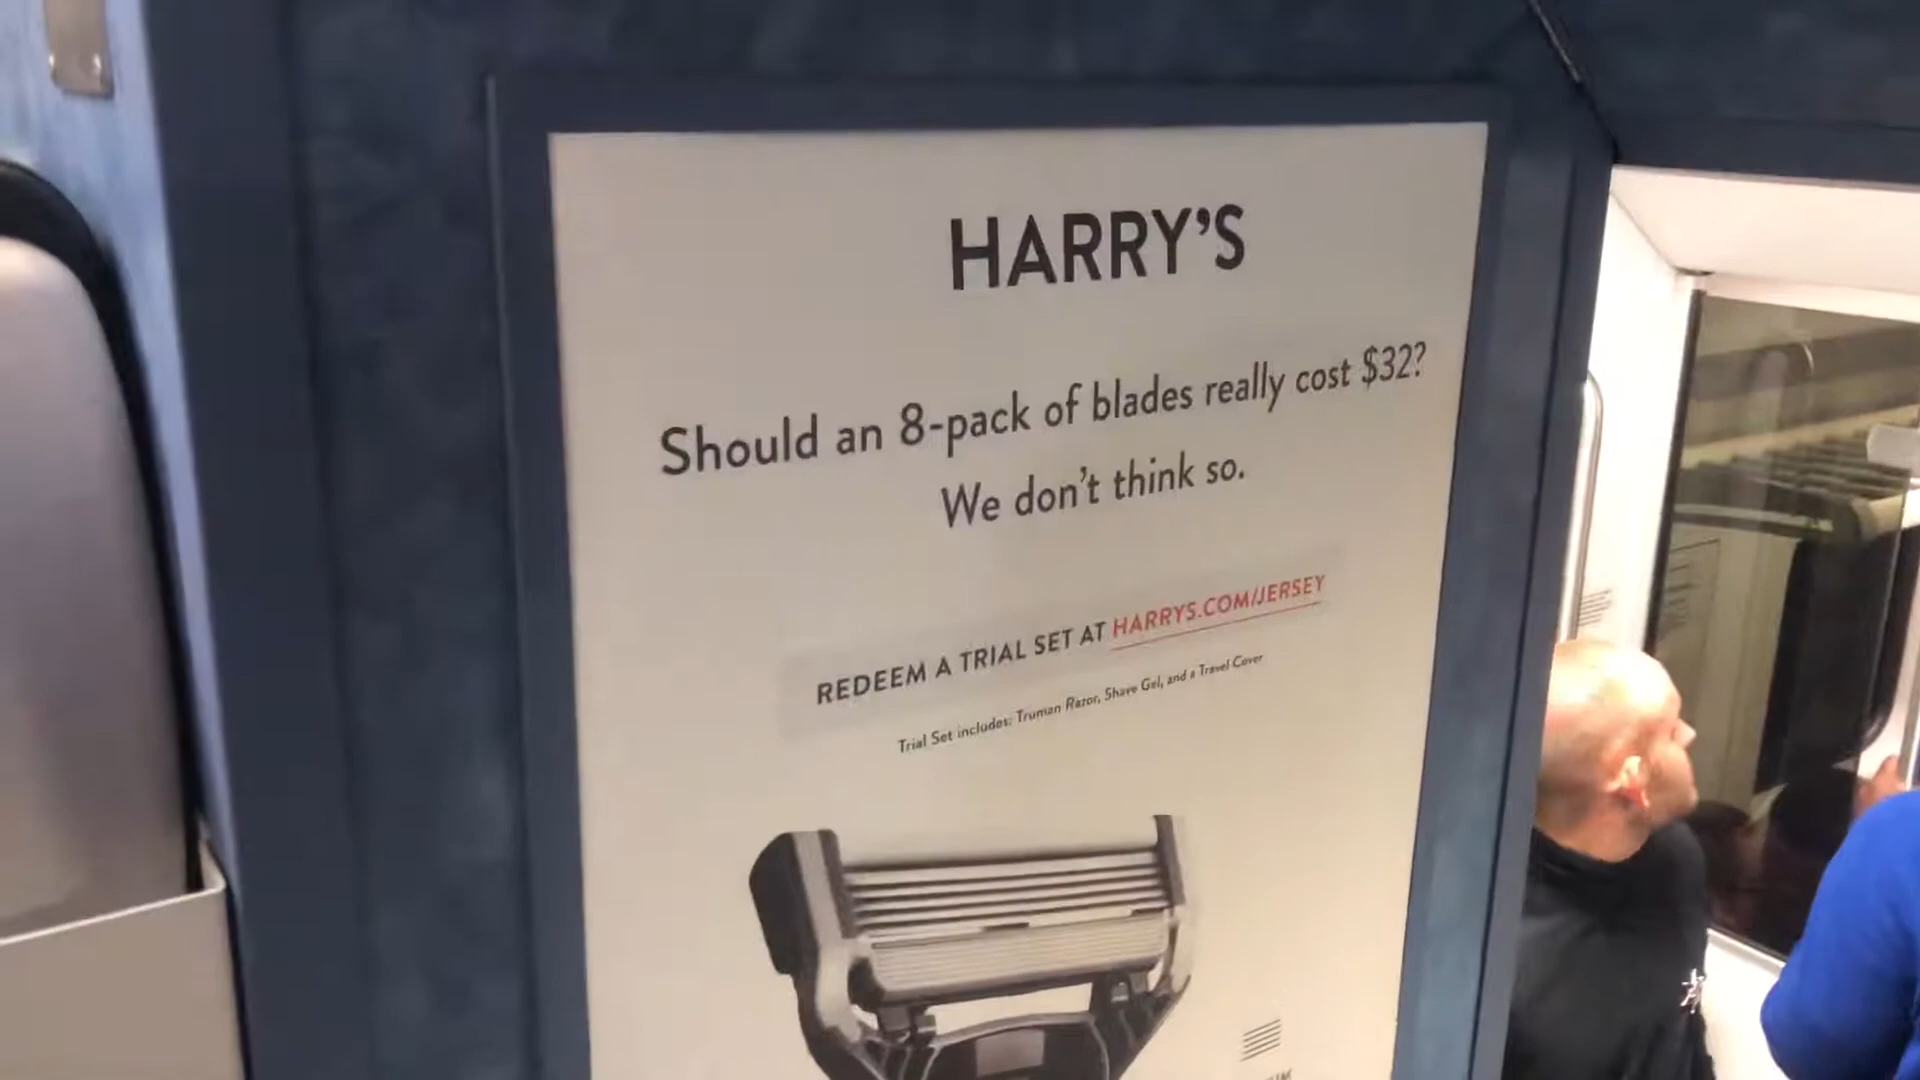 HARRY'S
Should an 8-pack of blades really cost $32?
We don't think so.
REDEEM A TRIAL SET AT HARRYS.COM/JERSEY
Trial Set includes: Truman Razor, Shave Gel, and a Travel Cover